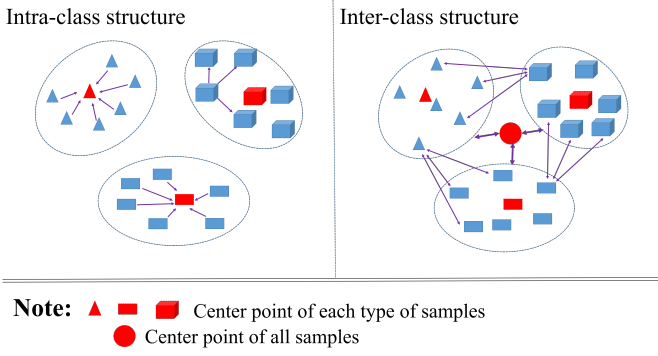 Intra-class structure
Inter-class structure
Note: Center point of each type of samples
Center point of all samples